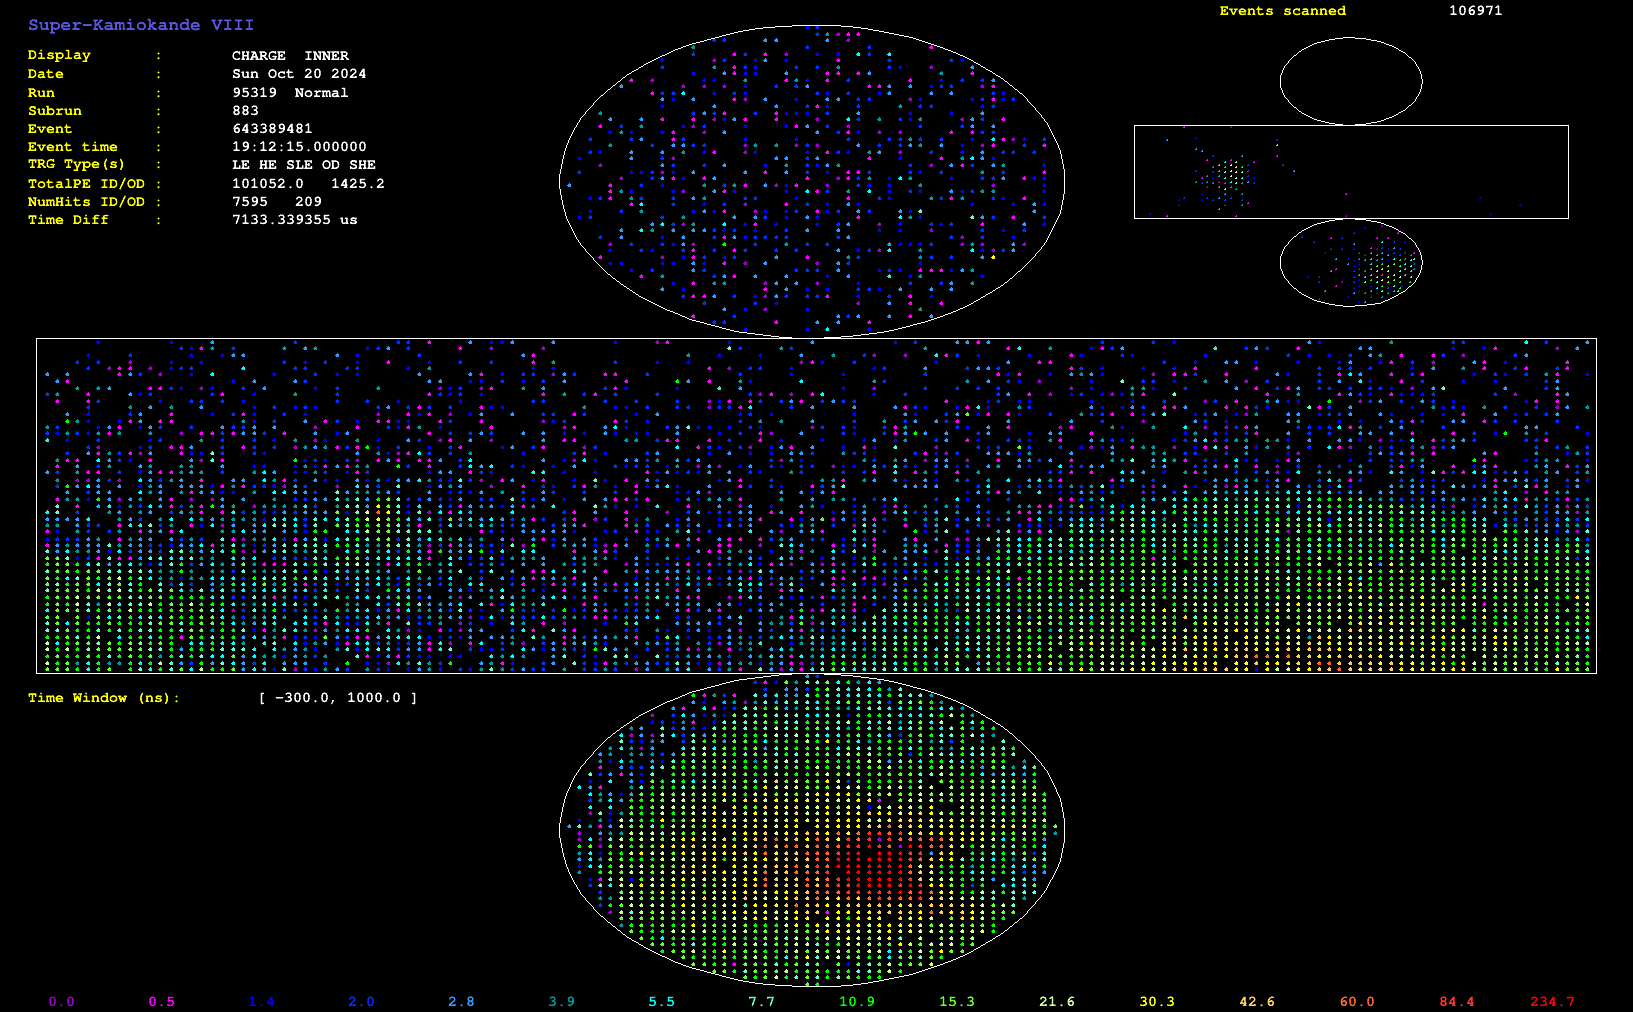 Super-Kamiokande VIII
Events scanned 106971
Display : CHARGE INNER
Date : Sun Oct 20 2024
Run : 95319 Normal
Subrun : 883
Event : 643389481
Event time : 19:12:15.000000
TRG Type(s) : LE HE SLE OD SHE
TotalPE ID/OD : 101052.0 1425.2
NumHits ID/OD : 7595 209
Time Diff : 7133.339355 us
Time Window (ns): [ −300.0, 1000.0 ]
0.0 0.5 1.4 2.0 2.8 3.9 5.5 7.7 10.9 15.3 21.6 30.3 42.6 60.0 84.4 234.7